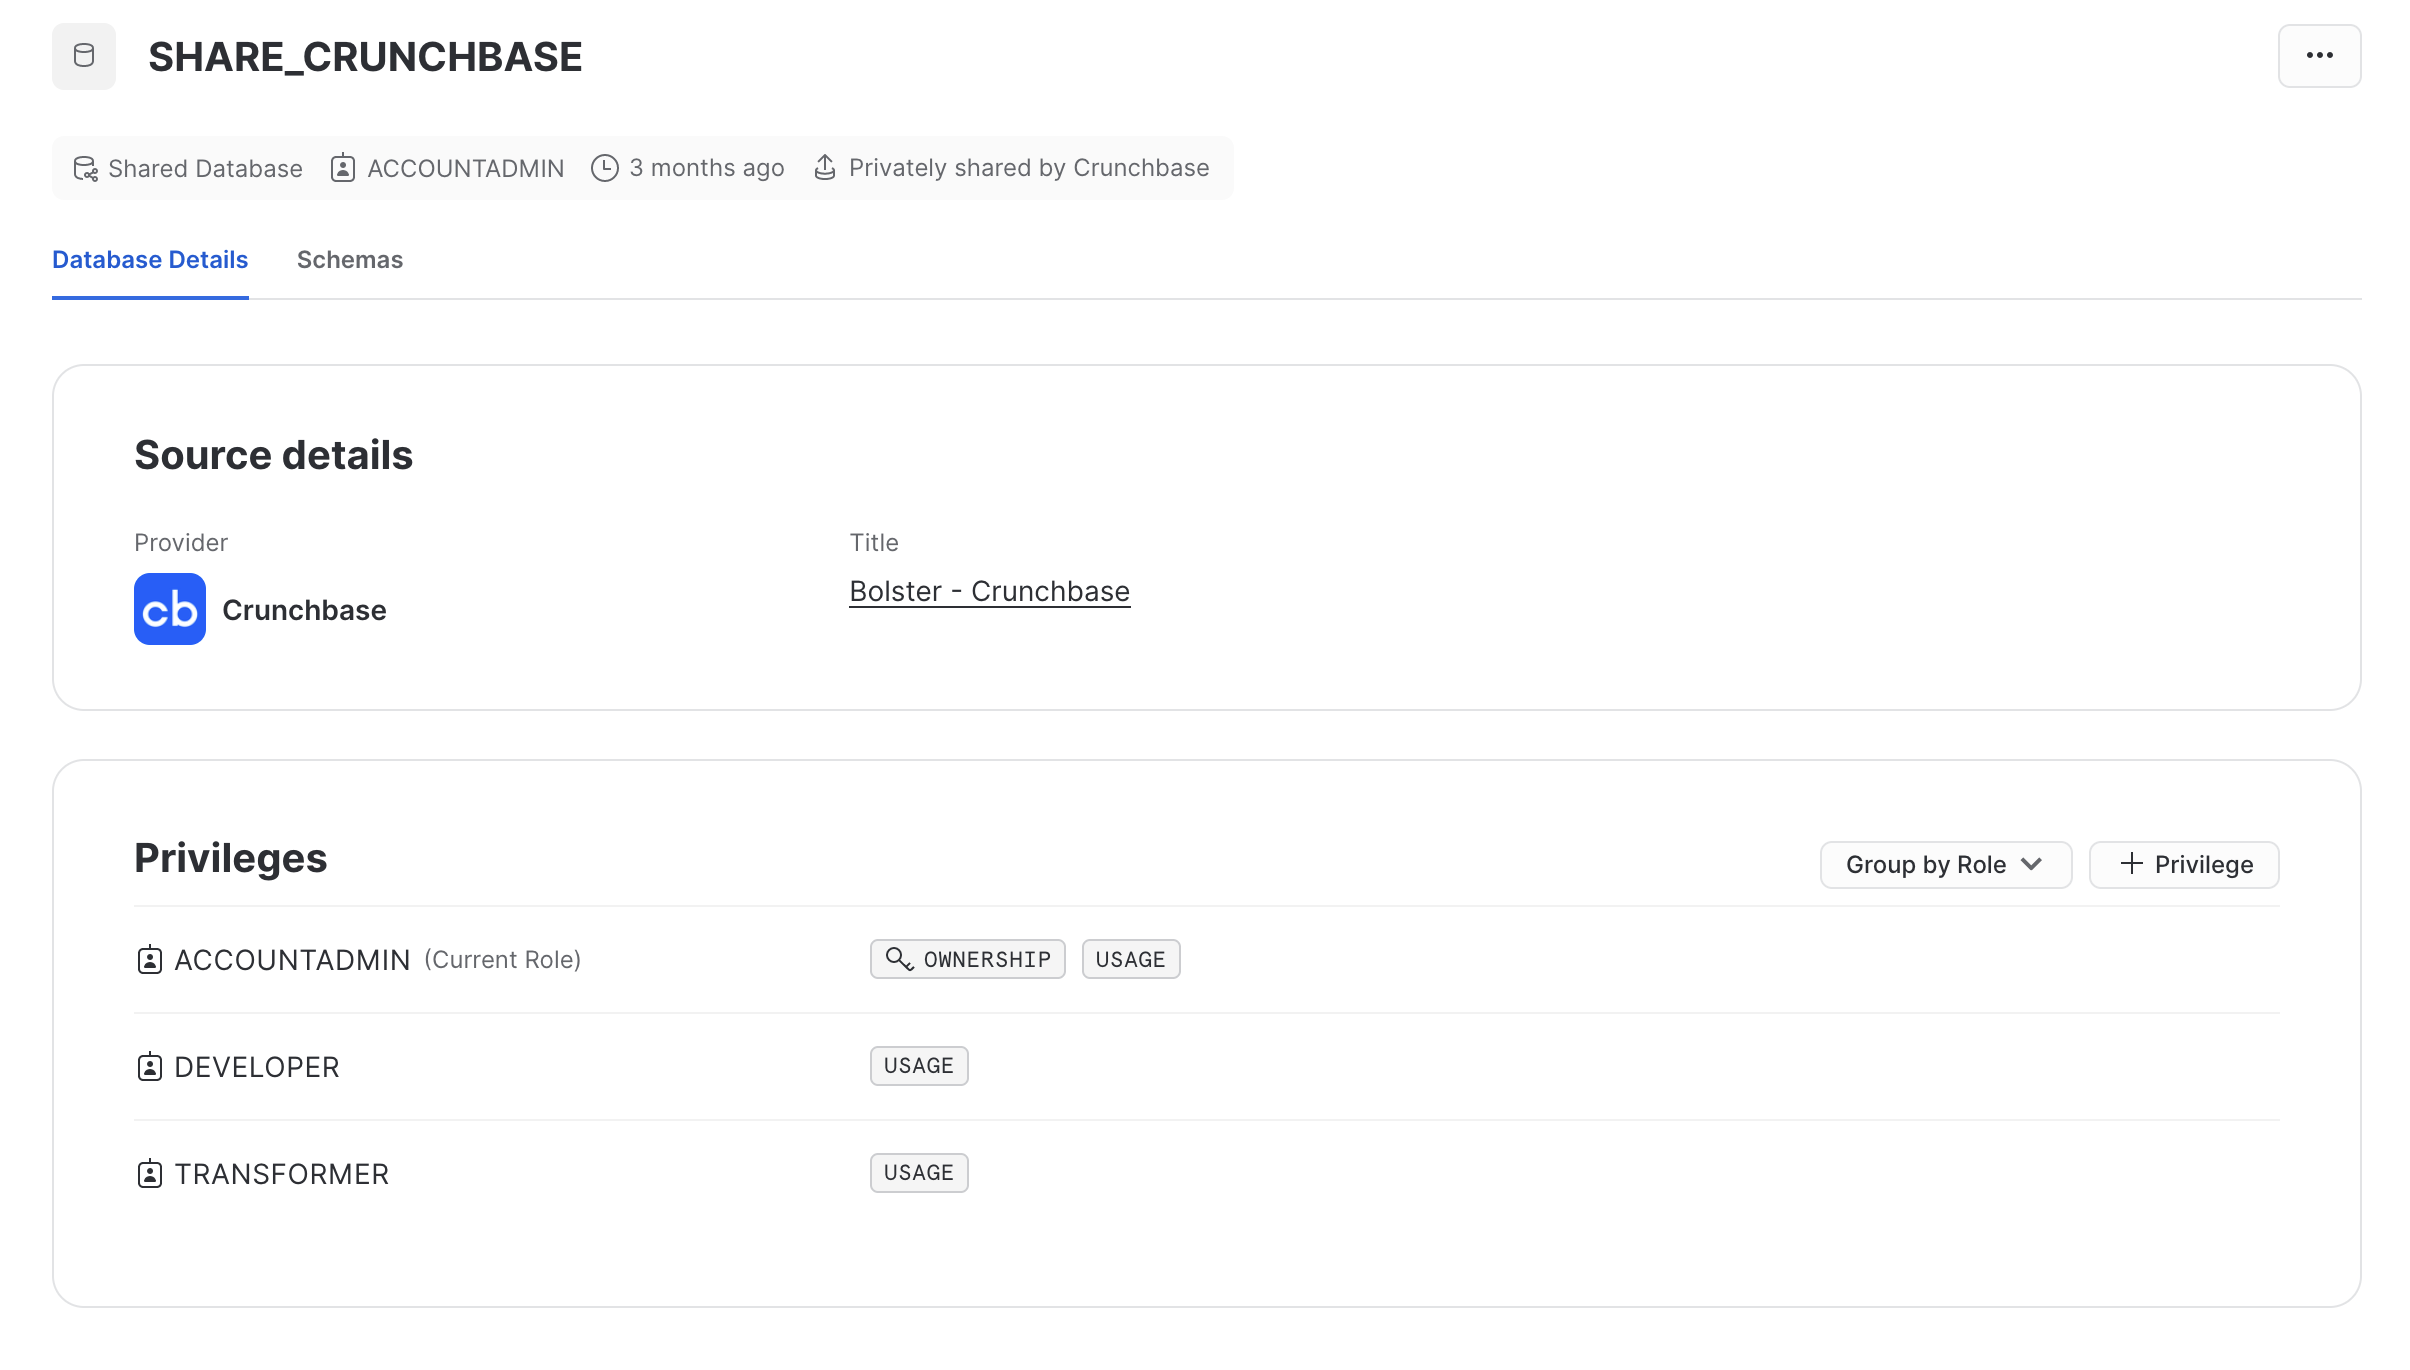 SHARE_CRUNCHBASE
Shared Database ACCOUNTADMIN 3 months ago Privately shared by Crunchbase
Database Details Schemas
Source details
Provider Title
cb Crunchbase Bolster - Crunchbase
Privileges Group by Role Privilege
ACCOUNTADMIN (Current Role) OWNERSHIP USAGE
DEVELOPER USAGE
TRANSFORMER USAGE